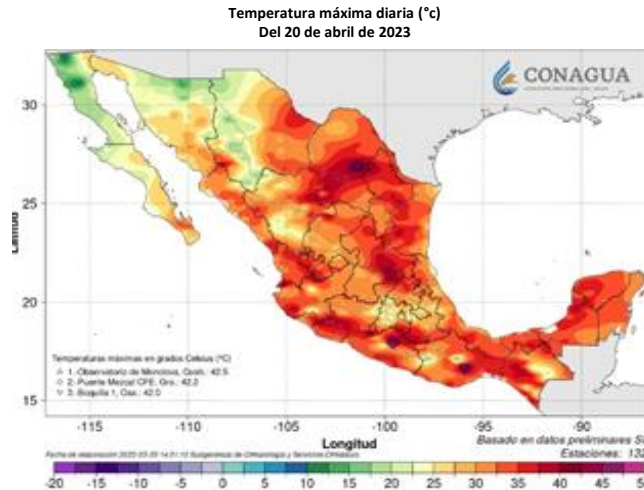 Temperatura máxima diaria (°c)
Del 20 de abril de 2023
CONAGUA
30
25
20
15
Latitud
Temperaturas máximas en grados Celsius (°C)
1. Observatorio de Monclova, Coah.: 42.5
2. Puente Mezcal CFE, Gro.: 42.2
3. Boquilla 1, Oax.: 42.0
-115 -110 -105 -100 -95 -90
Longitud
Basado en datos preliminares
Estaciones: 132
-20 -15 -10 -5 0 5 10 15 20 25 30 35 40 45 50